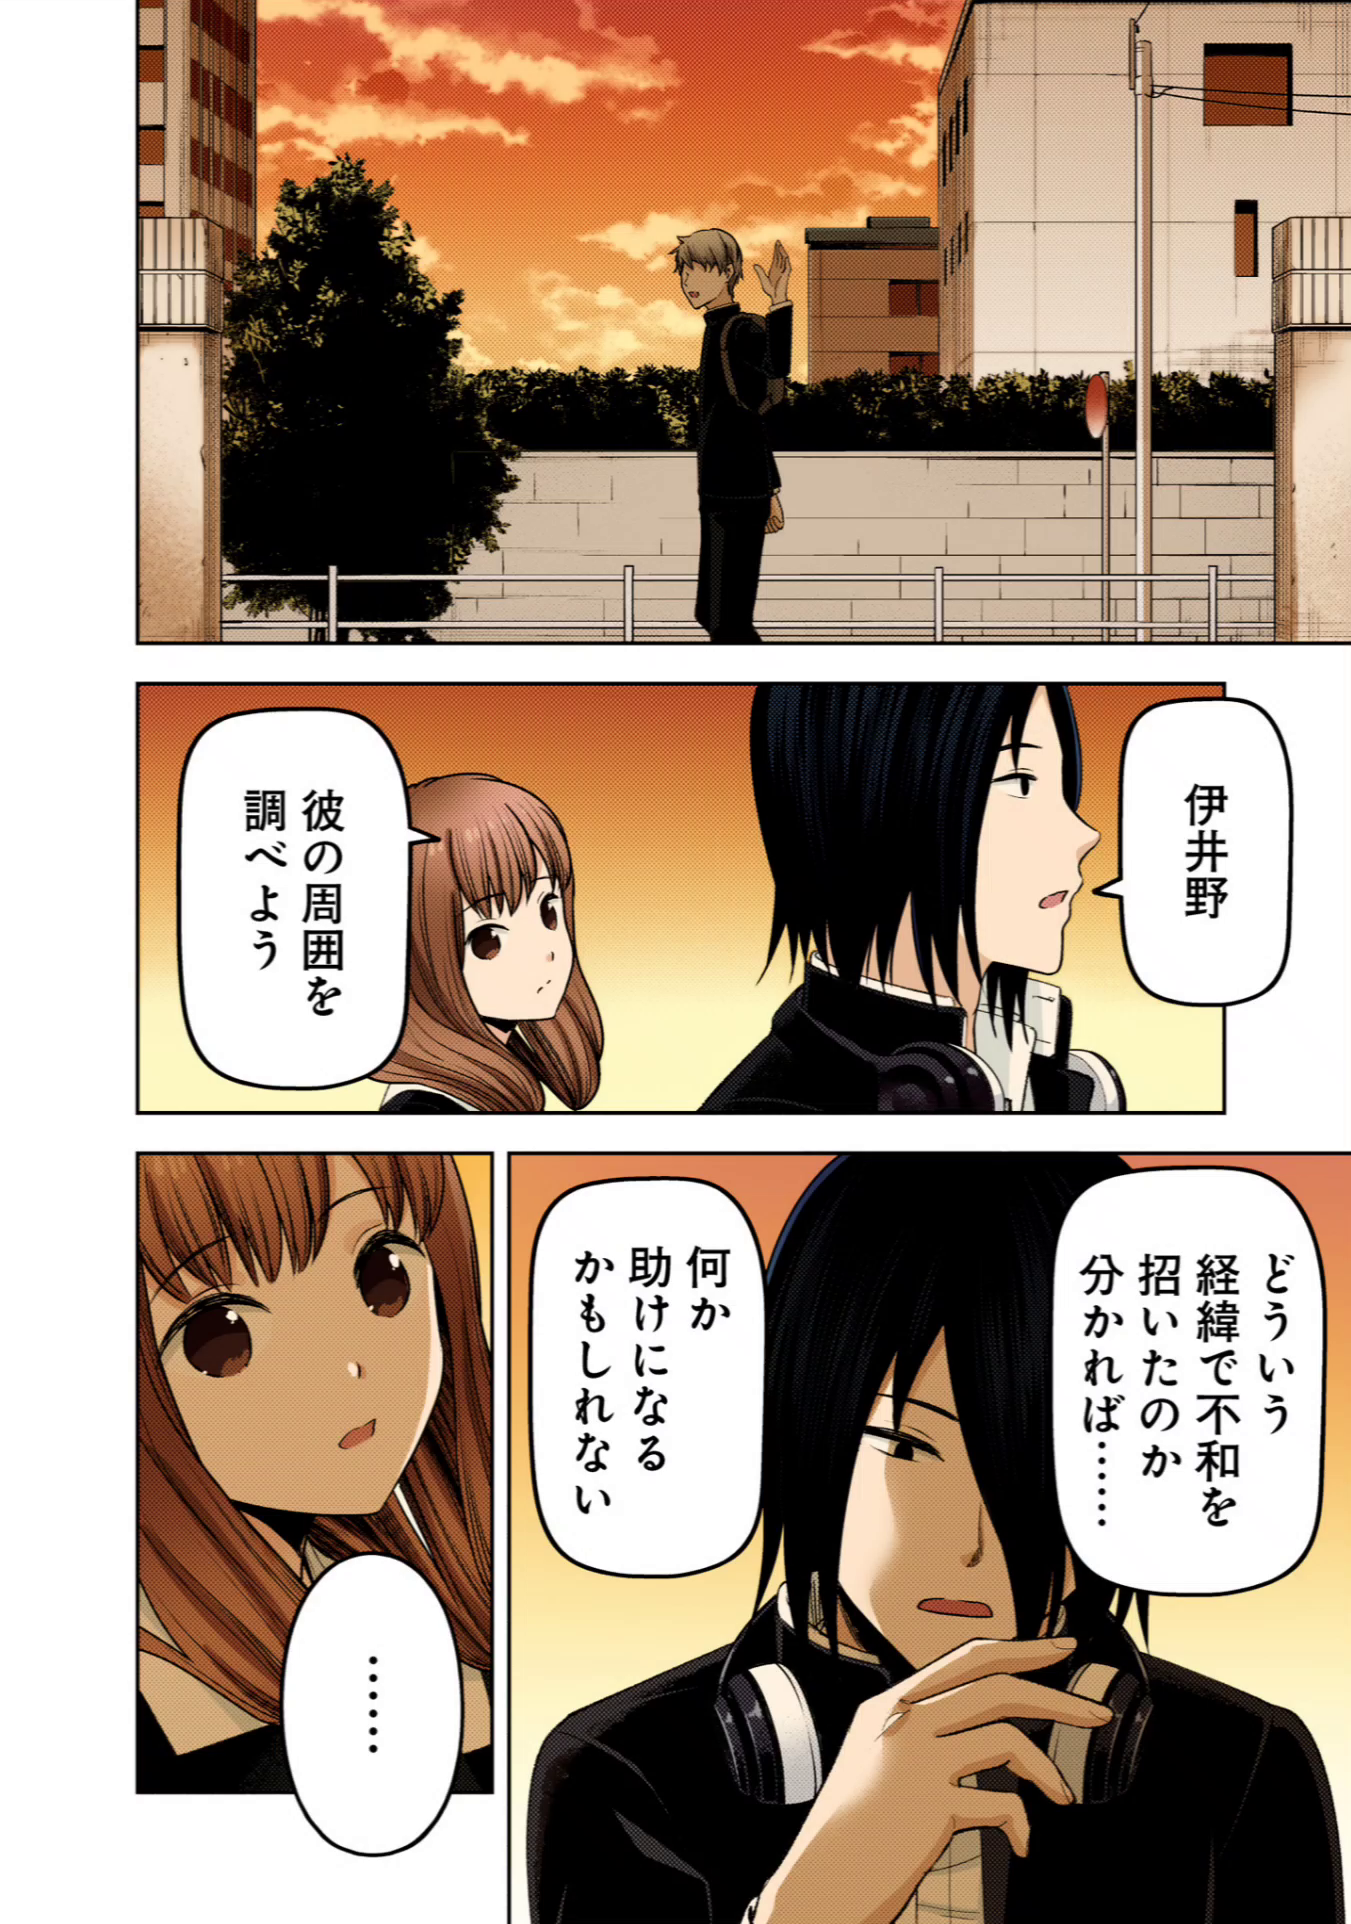 伊井野
彼の周囲を
調べよう
どういう
経緯で不和を
招いたのか
分かれば……
何か
助けになる
かもしれない
……